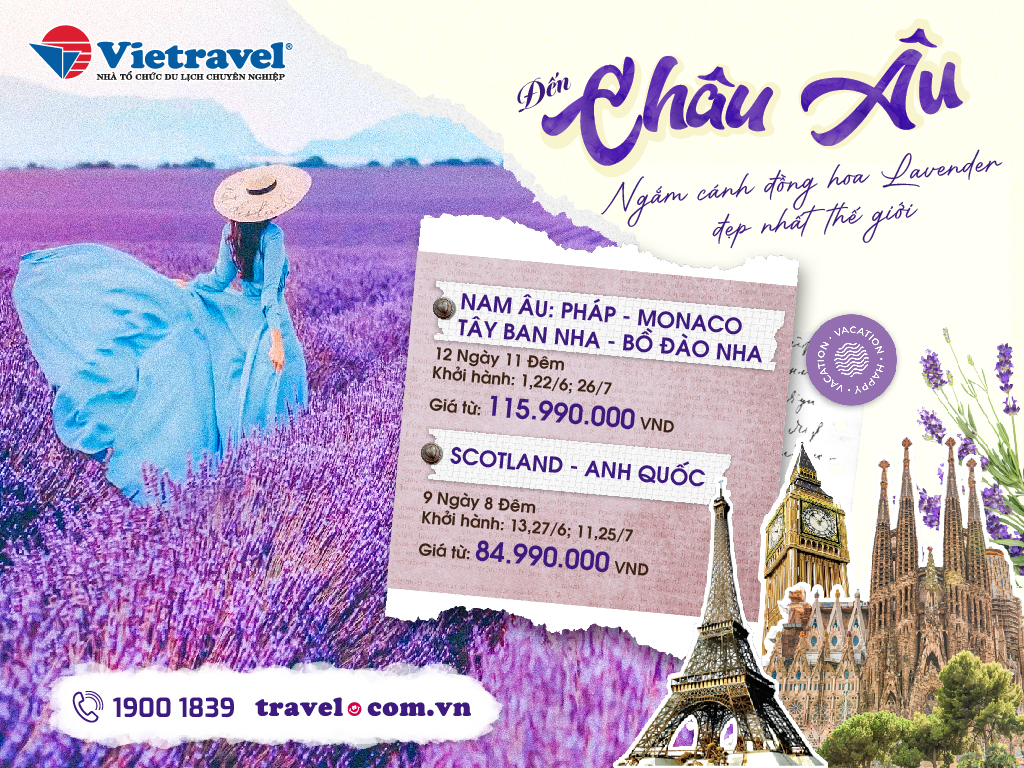 Vietravel®
NHÀ TỔ CHỨC DU LỊCH CHUYÊN NGHIỆP
Đến Châu Âu
Ngắm cánh đồng hoa Lavender
đẹp nhất thế giới
NAM ÂU: PHÁP - MONACO
TÂY BAN NHA - BỒ ĐÀO NHA
12 Ngày 11 Đêm
Khởi hành: 1,22/6; 26/7
Giá từ: 115.990.000 VND
SCOTLAND - ANH QUỐC
9 Ngày 8 Đêm
Khởi hành: 13,27/6; 11,25/7
Giá từ: 84.990.000 VND
VACATION · HAPPY · VACATION ·
1900 1839 travel.com.vn